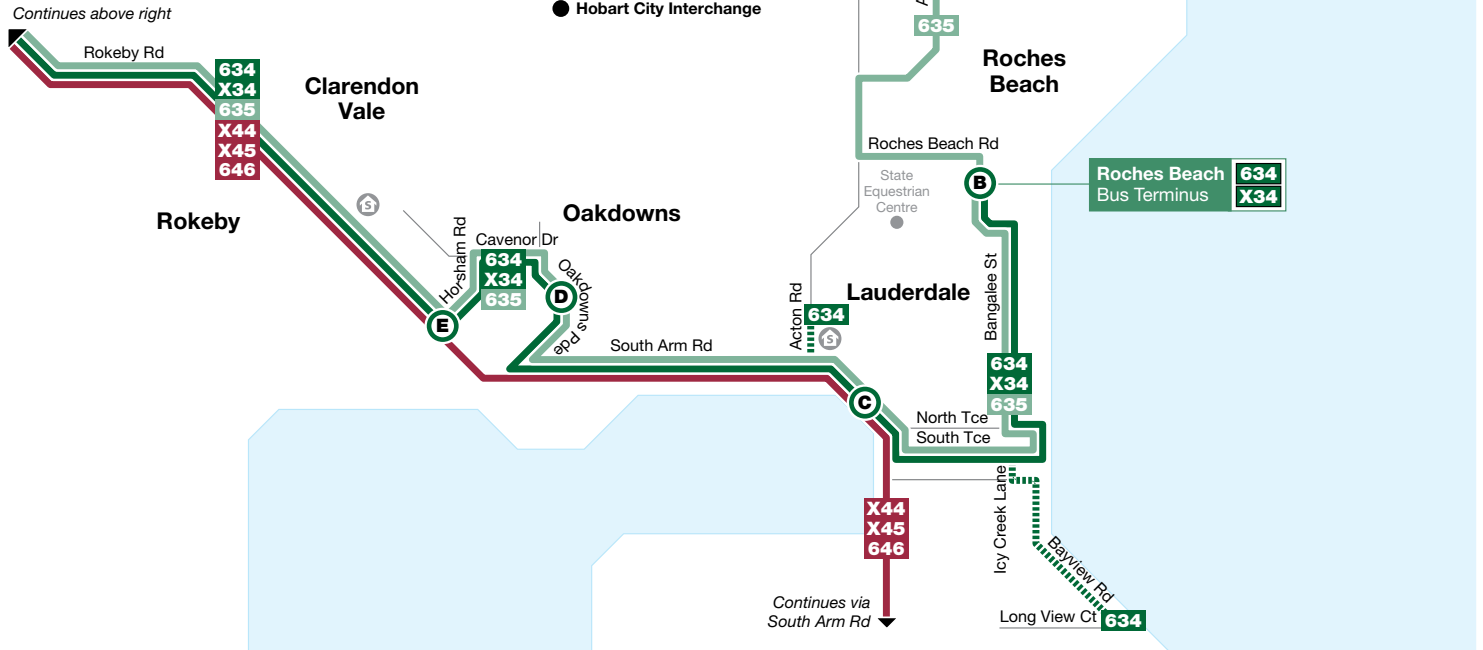 Continues above right
Hobart City Interchange
635
Rokeby Rd
634
X34
635
X44
X45
646
Clarendon
Vale
Roches
Beach
Roches Beach Rd
State
Equestrian
Centre
B
Roches Beach
Bus Terminus
634
X34
S
Rokeby
Oakdowns
Horsham Rd
Cavenor Dr
634
X34
635
D
Oakdowns Pde
E
Lauderdale
Acton Rd
634
S
Bangalee St
South Arm Rd
634
X34
635
C
North Tce
South Tce
X44
X45
646
Icy Creek Lane
Bayview Rd
Continues via
South Arm Rd
Long View Ct
634